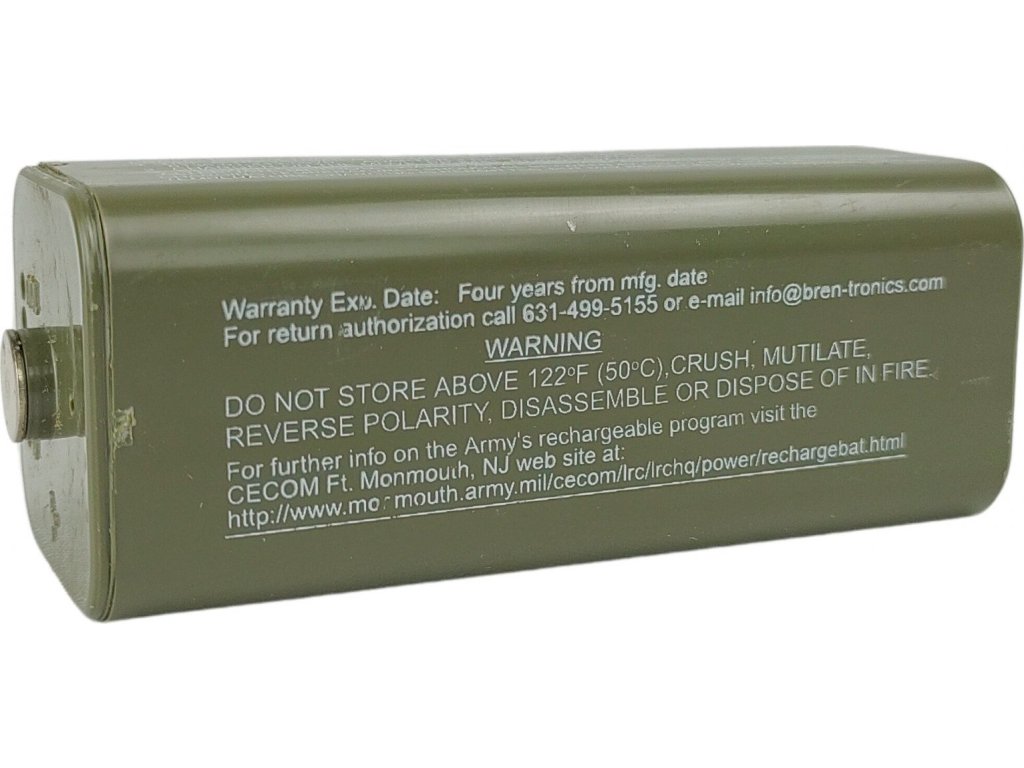 Warranty Exp. Date: Four years from mfg. date
For return authorization call 631-499-5155 or e-mail info@bren-tronics.com
WARNING
DO NOT STORE ABOVE 122ºF (50ºC),CRUSH, MUTILATE,
REVERSE POLARITY, DISASSEMBLE OR DISPOSE OF IN FIRE.
For further info on the Army's rechargeable program visit the
CECOM Ft. Monmouth, NJ web site at:
http://www.monmouth.army.mil/cecom/lrc/lrchq/power/rechargebat.html